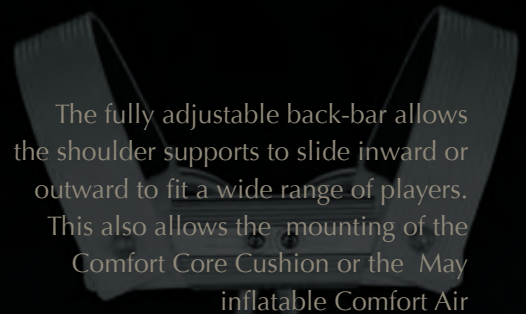 The fully adjustable back-bar allows
the shoulder supports to slide inward or
outward to fit a wide range of players.
This also allows the  mounting of the
Comfort Core Cushion or the  May
inflatable Comfort Air